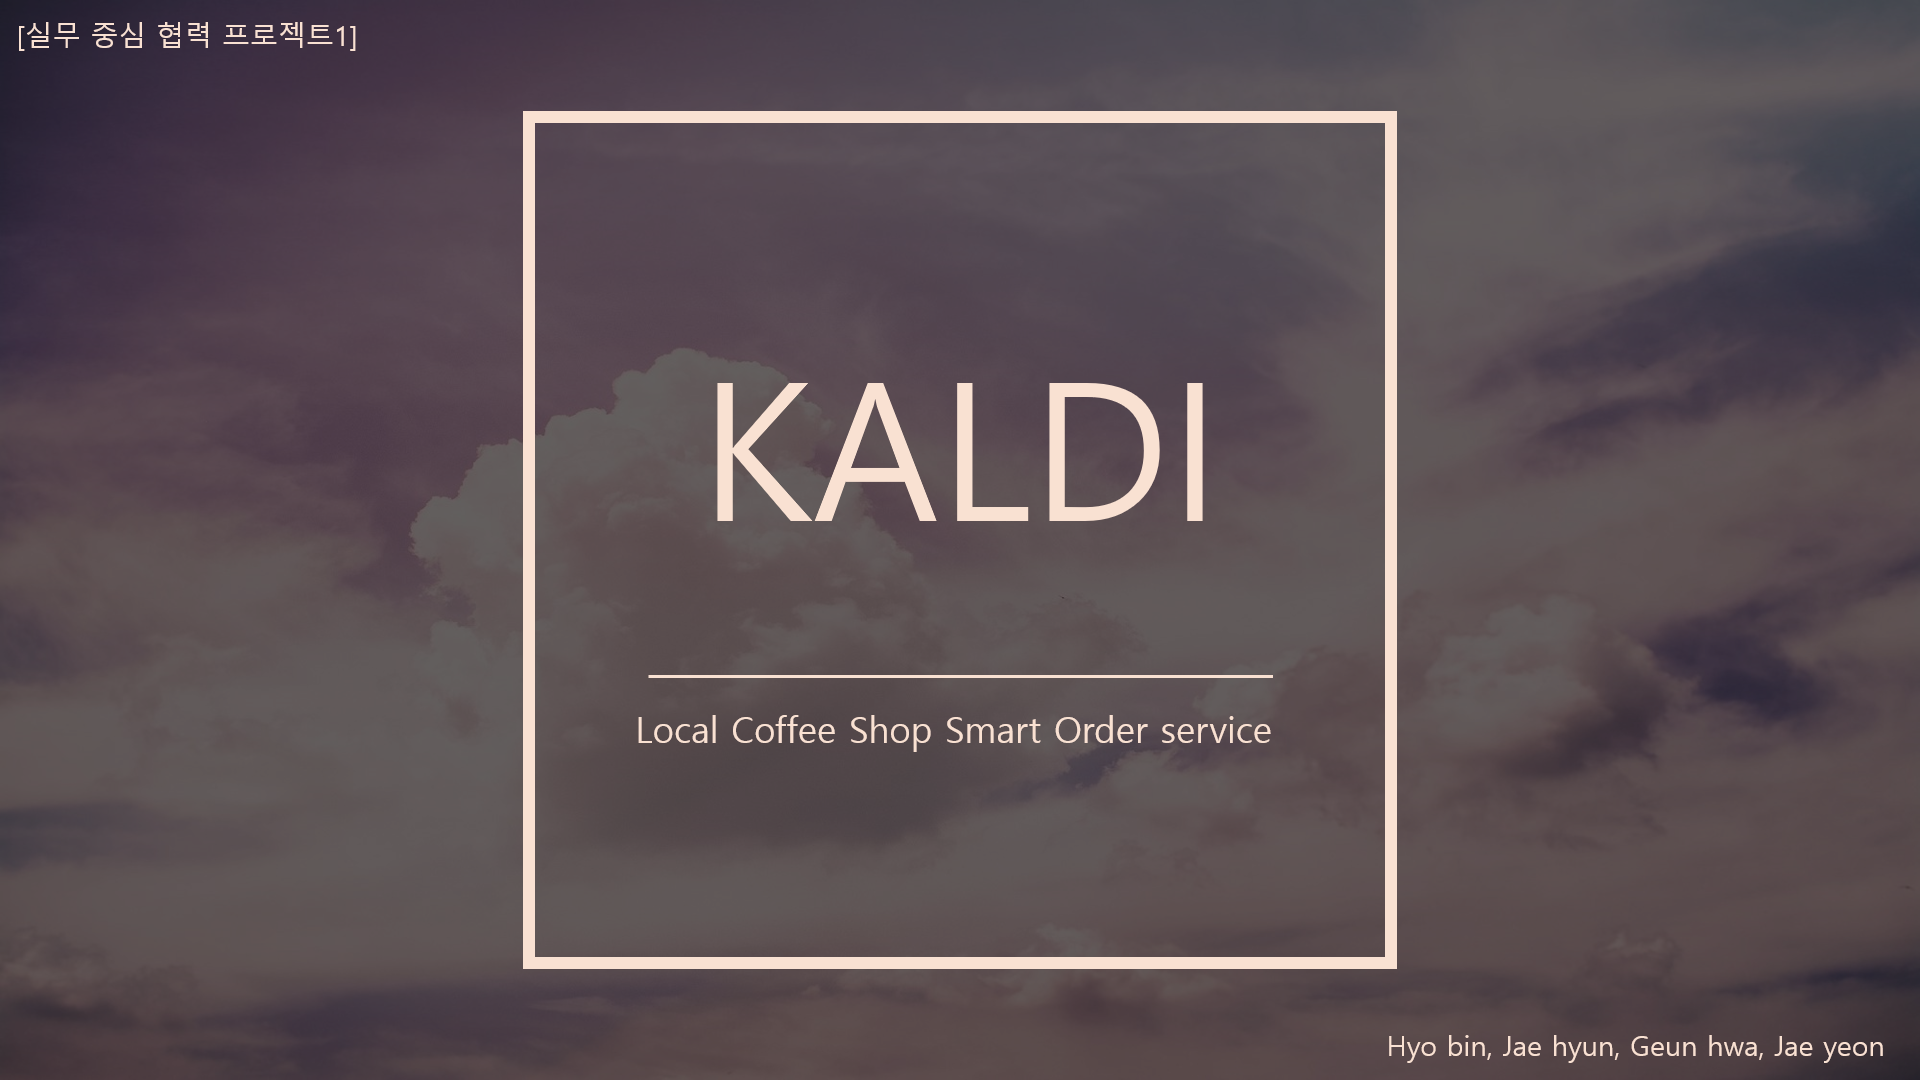 [실무 중심 협력 프로젝트1]
KALDI
Local Coffee Shop Smart Order service
Hyo bin, Jae hyun, Geun hwa, Jae yeon